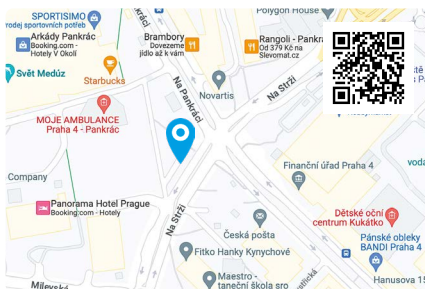 Polygon House
SPORTISIMO
rodej sportovních potřeb
Arkády Pankrác
Booking.com -
Hotely V Okolí
Brambory
Dovezeme
jídlo až k vám
Rangoli - Pankrá
Od 379 Kč na
Slevomat.cz
Svět Medúz
Starbucks
Na Pankráci
Na Strži
Novartis
MOJE AMBULANCE
Praha 4 - Pankrác
Finanční úřad Praha 4
vodá
Company
Panorama Hotel Prague
Booking.com - Hotely
Na Strži
Dětské oční
centrum Kukátko
Česká pošta
Pánské obleky
BANDI Praha 4
Fitko Hanky Kynychové
Maestro -
taneční škola sro
Hanusova 15
Milevská